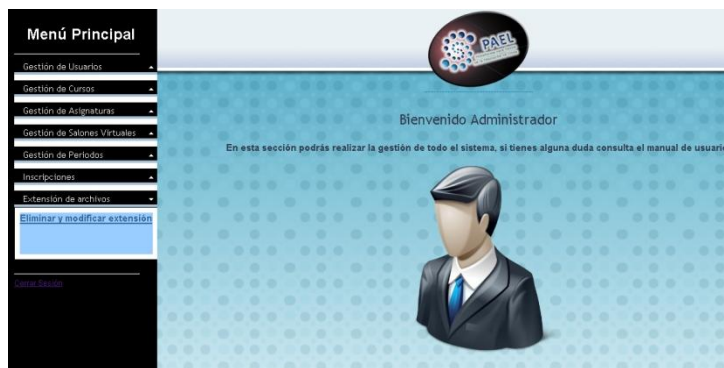 Menú Principal
Gestión de Usuarios
Gestión de Cursos
Gestión de Asignaturas
Gestión de Salones Virtuales
Gestión de Periodos
Inscripciones
Extensión de archivos
Eliminar y modificar extensión
Cerrar Sección
PAEL
Bienvenido Administrador
En esta sección podrás realizar la gestión de todo el sistema, si tienes alguna duda consulta el manual de usuario